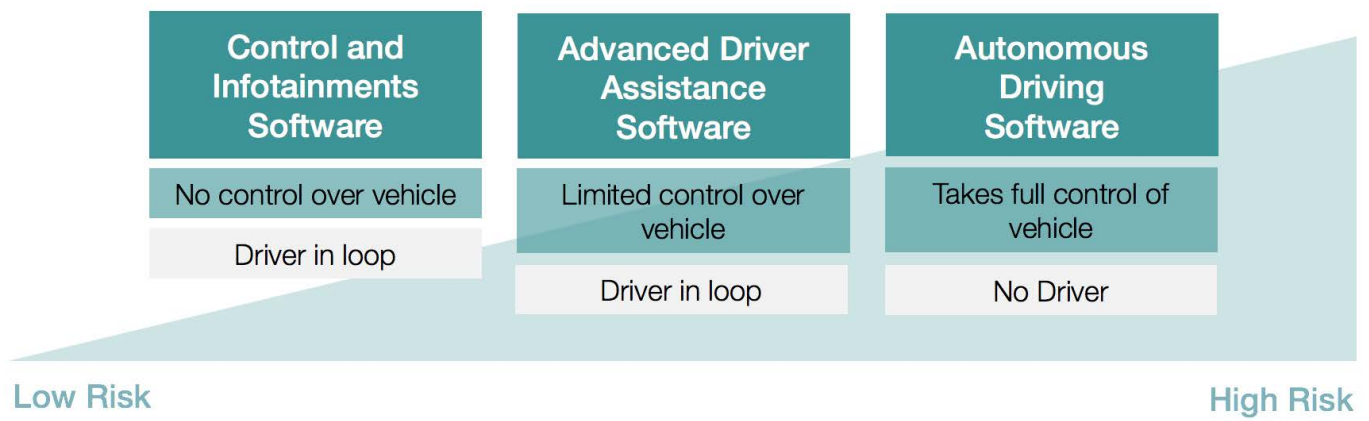 Control and
Infotainments
Software
No control over vehicle
Driver in loop
Advanced Driver
Assistance
Software
Limited control over
vehicle
Driver in loop
Autonomous
Driving
Software
Takes full control of
vehicle
No Driver
Low Risk
High Risk